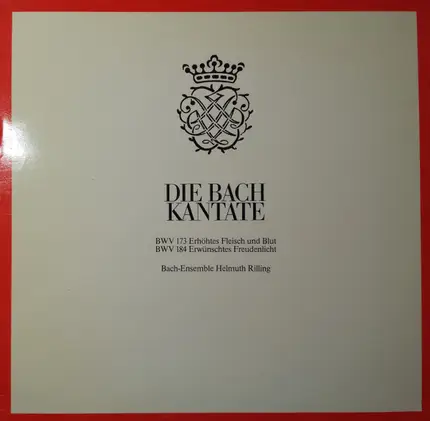 DIE BACH
KANTATE
BWV 173 Erhöhtes Fleisch und Blut
BWV 184 Erwünschtes Freudenlicht
Bach-Ensemble Helmuth Rilling